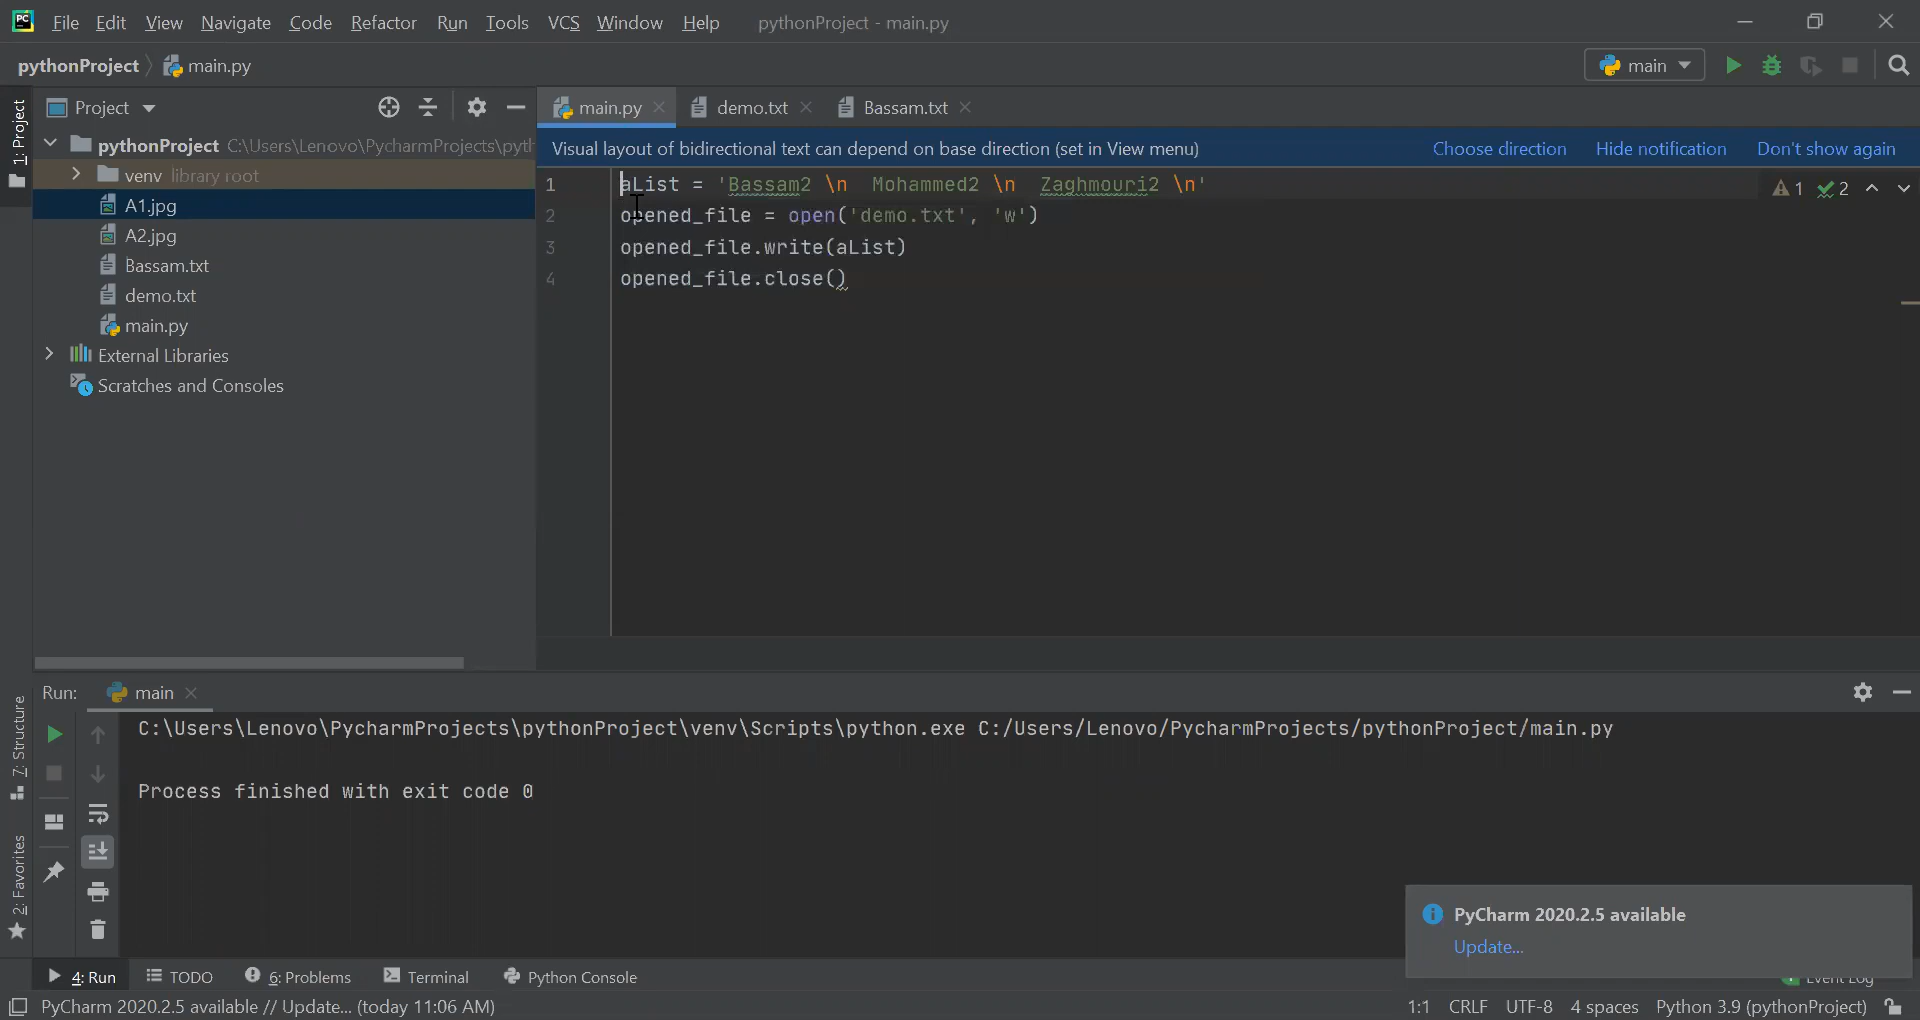 File Edit View Navigate Code Refactor Run Tools VCS Window Help pythonProject - main.py
pythonProject main.py main
1: Project
Project
main.py demo.txt Bassam.txt
pythonProject C:\Users\Lenovo\PycharmProjects\pyth
venv library root
A1.jpg
A2.jpg
Bassam.txt
demo.txt
main.py
External Libraries
Scratches and Consoles
Visual layout of bidirectional text can depend on base direction (set in View menu) Choose direction Hide notification Don't show again
1 aList = 'Bassam2 \n  Mohammed2 \n  Zaghmouri2 \n' 1 2
2 opened_file = open('demo.txt', 'w')
3 opened_file.write(aList)
4 opened_file.close()
7: Structure
2: Favorites
Run: main
C:\Users\Lenovo\PycharmProjects\pythonProject\venv\Scripts\python.exe C:/Users/Lenovo/PycharmProjects/pythonProject/main.py
Process finished with exit code 0
PyCharm 2020.2.5 available
Update...
4: Run TODO 6: Problems Terminal Python Console Event Log
PyCharm 2020.2.5 available // Update... (today 11:06 AM) 1:1 CRLF UTF-8 4 spaces Python 3.9 (pythonProject)